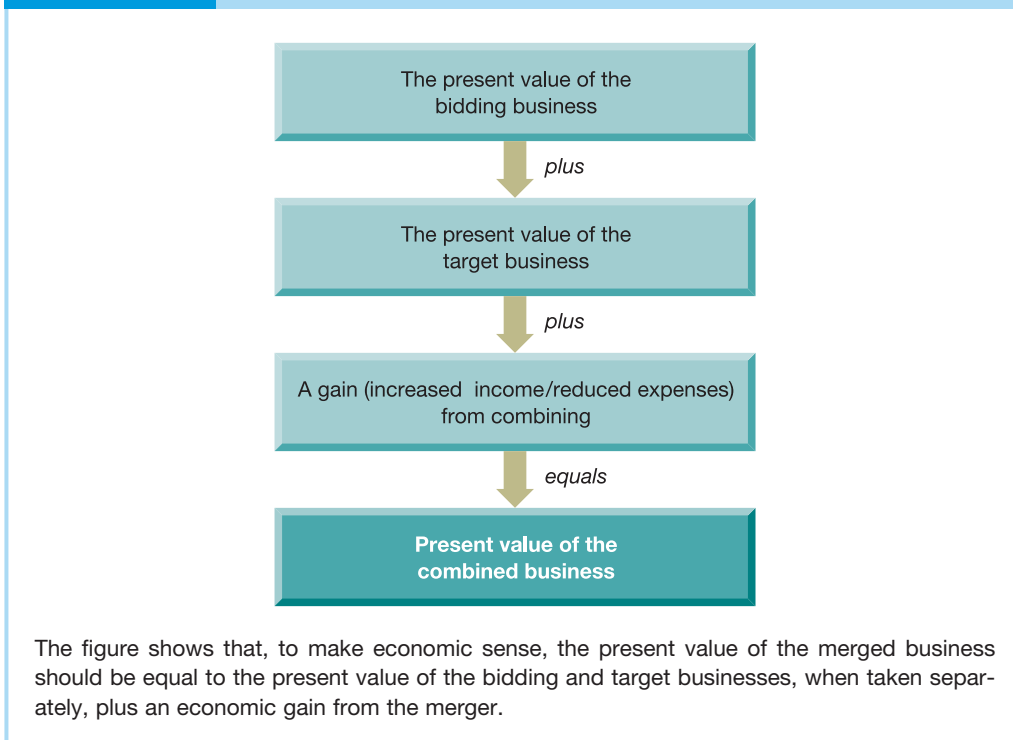 The present value of the
bidding business
plus
The present value of the
target business
plus
A gain (increased income/reduced expenses)
from combining
equals
Present value of the
combined business
The figure shows that, to make economic sense, the present value of the merged business
should be equal to the present value of the bidding and target businesses, when taken separ-
ately, plus an economic gain from the merger.